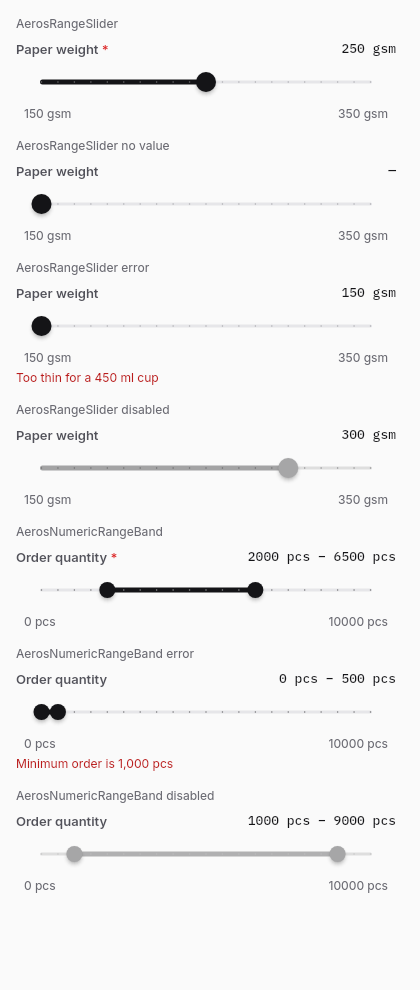 AerosRangeSlider
Paper weight * 250 gsm
150 gsm 350 gsm
AerosRangeSlider no value
Paper weight —
150 gsm 350 gsm
AerosRangeSlider error
Paper weight 150 gsm
150 gsm 350 gsm
Too thin for a 450 ml cup
AerosRangeSlider disabled
Paper weight 300 gsm
150 gsm 350 gsm
AerosNumericRangeBand
Order quantity * 2000 pcs – 6500 pcs
0 pcs 10000 pcs
AerosNumericRangeBand error
Order quantity 0 pcs – 500 pcs
0 pcs 10000 pcs
Minimum order is 1,000 pcs
AerosNumericRangeBand disabled
Order quantity 1000 pcs – 9000 pcs
0 pcs 10000 pcs